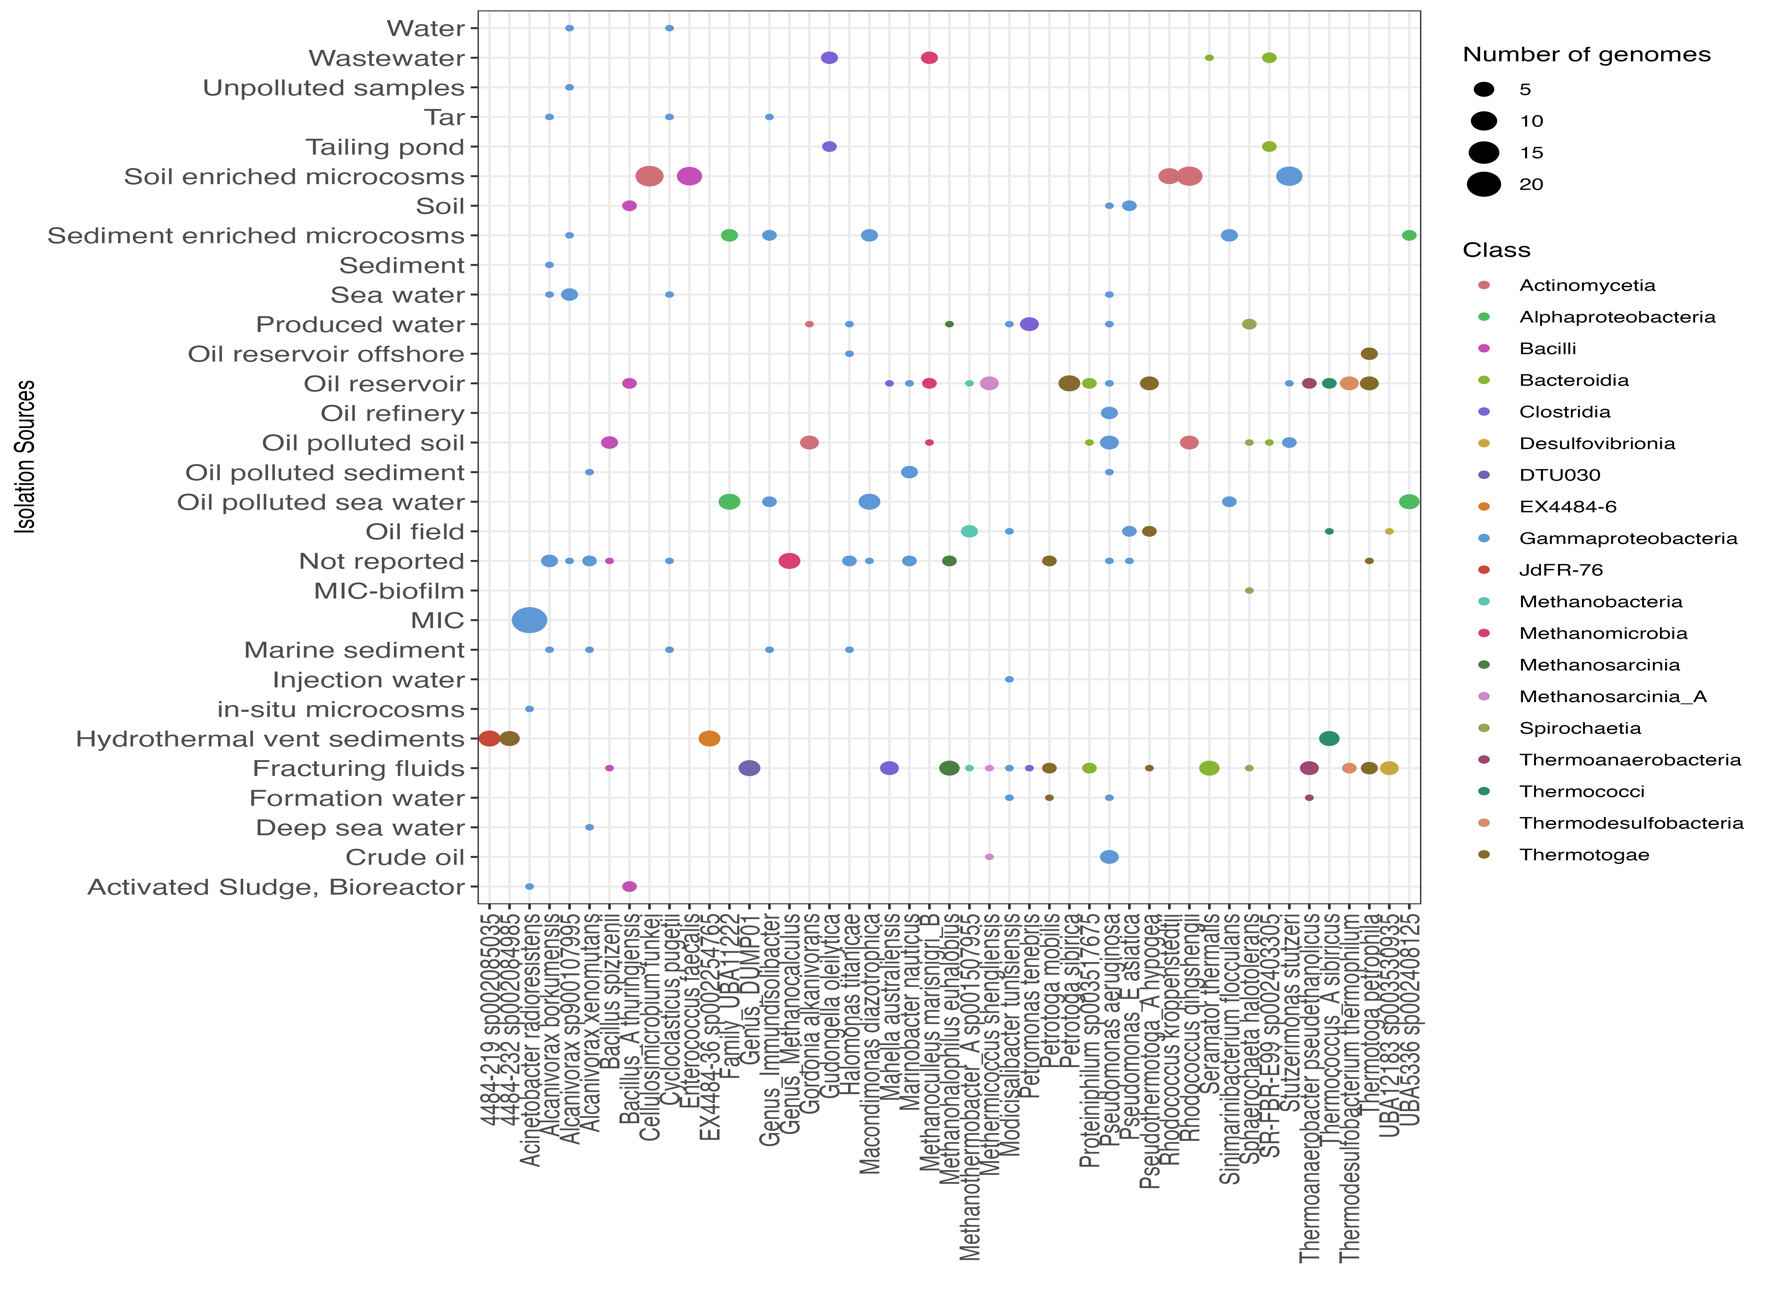 Water
Wastewater
Unpolluted samples
Tar
Tailing pond
Soil enriched microcosms
Soil
Sediment enriched microcosms
Sediment
Sea water
Produced water
Oil reservoir offshore
Oil reservoir
Oil refinery
Oil polluted soil
Oil polluted sediment
Oil polluted sea water
Oil field
Not reported
MIC-biofilm
MIC
Marine sediment
Injection water
in-situ microcosms
Hydrothermal vent sediments
Fracturing fluids
Formation water
Deep sea water
Crude oil
Activated Sludge, Bioreactor
Isolation Sources
4484-219 sp002085035
4484-232 sp002084985
Acinetobacter radioresistens
Alcanivorax borkumensis
Alcanivorax sp900107995
Alcanivorax xenomutans
Bacillus spizizenii
Bacillus_A thuringiensis
Cellulosimicrobium funkei
Cycloclasticus pugetii
Enterococcus faecalis
EX4484-36 sp002254765
Family_UBA11222
Genus_DUMP01
Genus_Immundisolibacter
Genus_Methanocalculus
Gordonia alkanivorans
Gudongella oleilytica
Halomonas titanicae
Macondimonas diazotrophica
Mahella australiensis
Marinobacter nauticus
Methanoculleus marisnigri_B
Methanohalophilus euhalobius
Methanothermobacter_A sp001507955
Methermicoccus shengliensis
Modicisalibacter tunisiensis
Petromonas tenebris
Petrotoga mobilis
Petrotoga sibirica
Proteiniphilum sp003517675
Pseudomonas aeruginosa
Pseudomonas_E asiatica
Pseudothermotoga_A hypogea
Rhodococcus kroppenstedtii
Rhodococcus qingshengii
Seramator thermalis
Sinimarinibacterium flocculans
Sphaerochaeta halotolerans
SR-FBR-E99 sp002403305
Stutzerimonas stutzeri
Thermoanaerobacter pseudethanolicus
Thermococcus_A sibiricus
Thermodesulfobacterium thermophilum
Thermotoga petrophila
UBA12183 sp003530935
UBA5336 sp002408125
Number of genomes
5
10
15
20
Class
Actinomycetia
Alphaproteobacteria
Bacilli
Bacteroidia
Clostridia
Desulfovibrionia
DTU030
EX4484-6
Gammaproteobacteria
JdFR-76
Methanobacteria
Methanomicrobia
Methanosarcinia
Methanosarcinia_A
Spirochaetia
Thermoanaerobacteria
Thermococci
Thermodesulfobacteria
Thermotogae